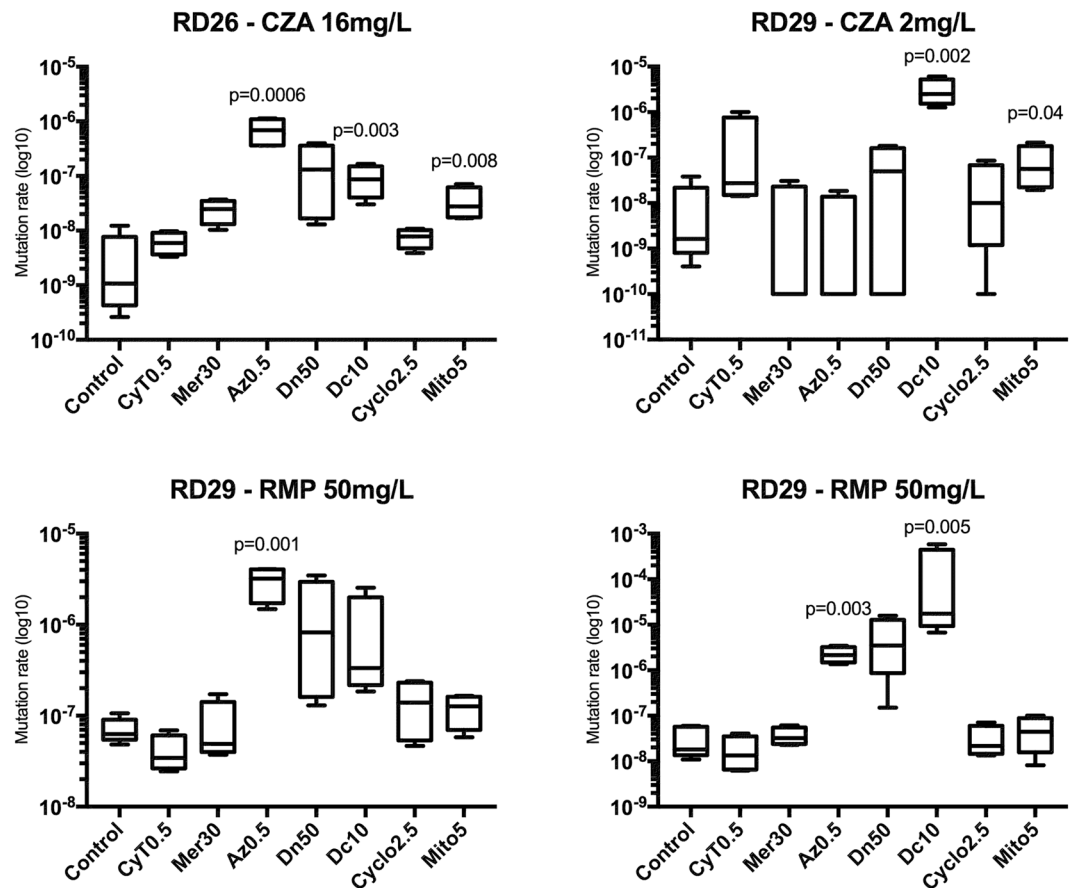 RD26 - CZA 16mg/L
Mutation rate (log10)
10-5
10-6
10-7
10-8
10-9
10-10
p=0.0006
p=0.003
p=0.008
Control
CyT0.5
Mer30
Az0.5
Dn50
Dc10
Cyclo2.5
Mito5
RD29 - CZA 2mg/L
Mutation rate (log10)
10-5
10-6
10-7
10-8
10-9
10-10
10-11
p=0.002
p=0.04
Control
CyT0.5
Mer30
Az0.5
Dn50
Dc10
Cyclo2.5
Mito5
RD29 - RMP 50mg/L
Mutation rate (log10)
10-5
10-6
10-7
10-8
p=0.001
Control
CyT0.5
Mer30
Az0.5
Dn50
Dc10
Cyclo2.5
Mito5
RD29 - RMP 50mg/L
Mutation rate (log10)
10-3
10-4
10-5
10-6
10-7
10-8
10-9
p=0.005
p=0.003
Control
CyT0.5
Mer30
Az0.5
Dn50
Dc10
Cyclo2.5
Mito5